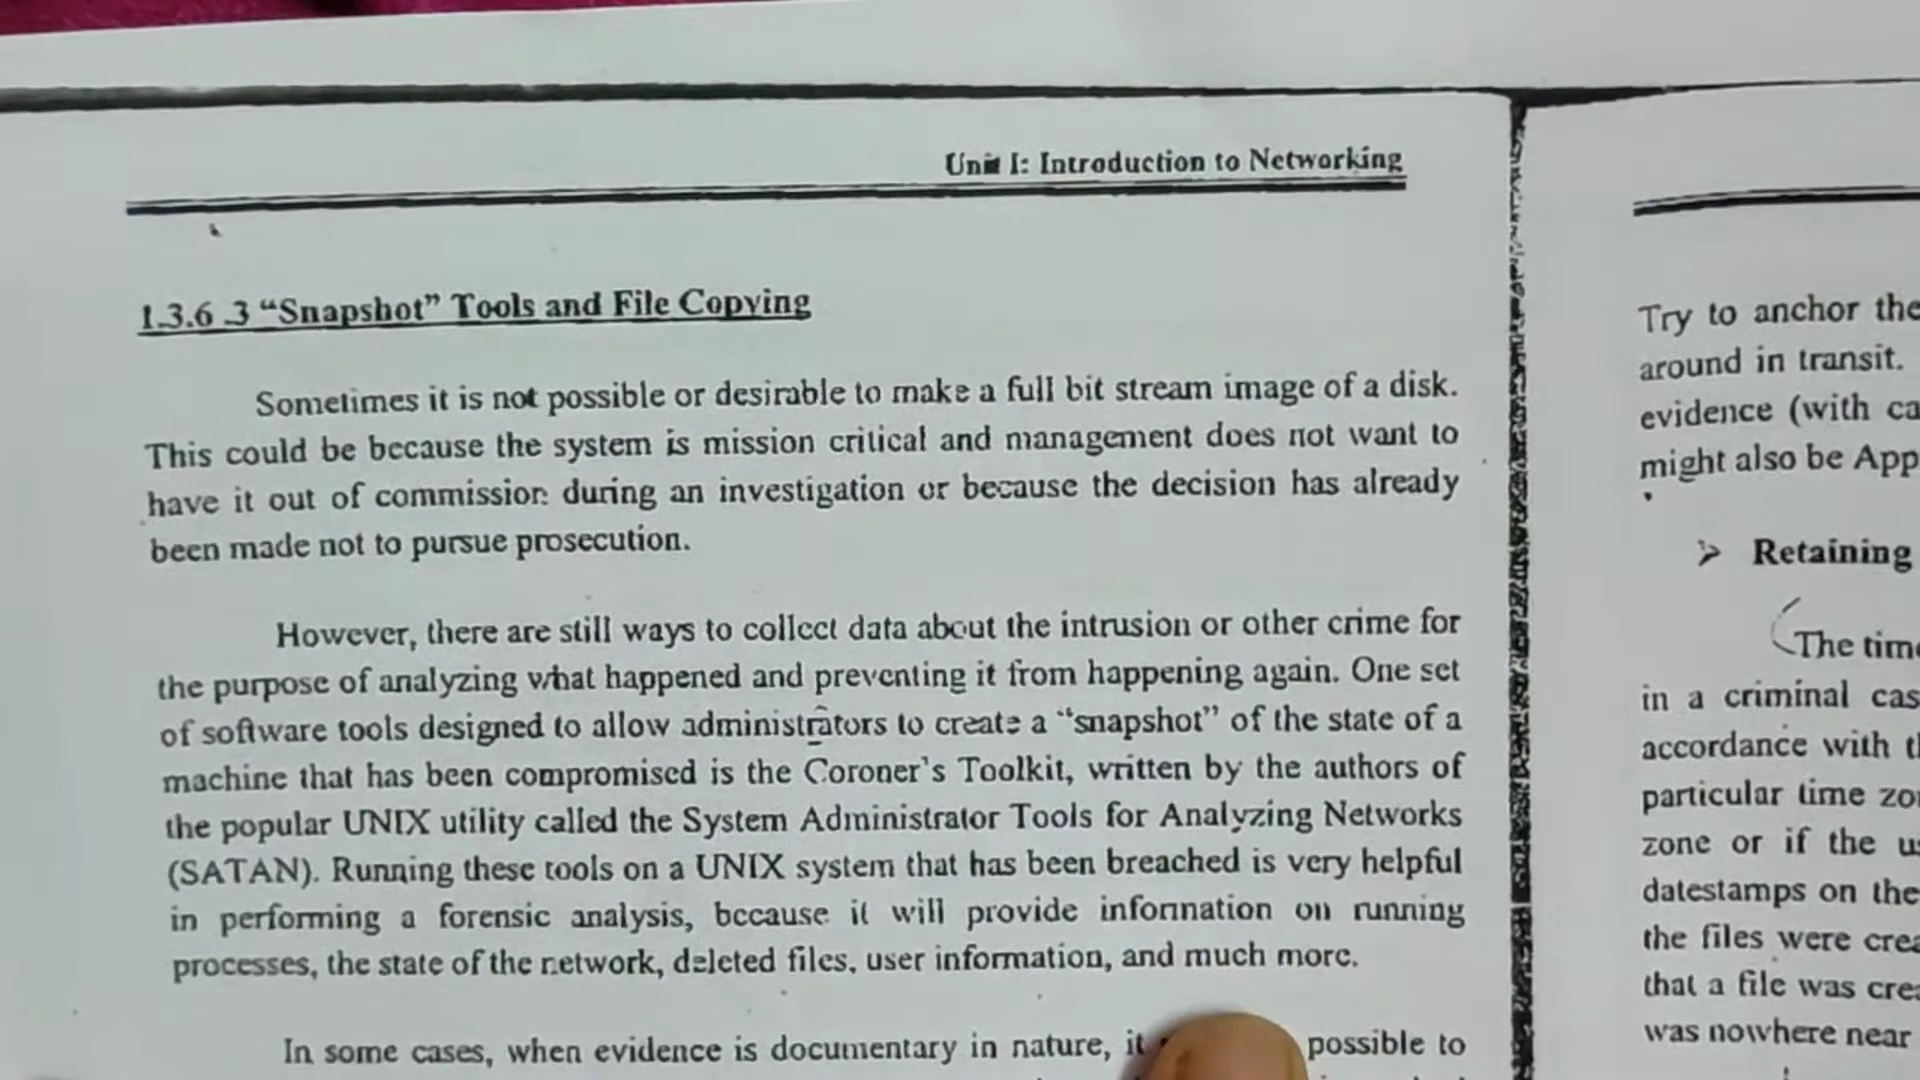 Unit I: Introduction to Networking
1.3.6 .3 “Snapshot” Tools and File Copying
Sometimes it is not possible or desirable to make a full bit stream image of a disk.
This could be because the system is mission critical and management does not want to
have it out of commission during an investigation or because the decision has already
been made not to pursue prosecution.
However, there are still ways to collect data about the intrusion or other crime for
the purpose of analyzing what happened and preventing it from happening again. One set
of software tools designed to allow administrators to create a “snapshot” of the state of a
machine that has been compromised is the Coroner's Toolkit, written by the authors of
the popular UNIX utility called the System Administrator Tools for Analyzing Networks
(SATAN). Running these tools on a UNIX system that has been breached is very helpful
in performing a forensic analysis, because it will provide information on running
processes, the state of the network, deleted files, user information, and much more.
In some cases, when evidence is documentary in nature, it possible to
Try to anchor the
around in transit.
evidence (with
might also be
➢ Retaining
The
in a criminal
accordance with
particular time
zone or if the
datestamps on the
the files were
that a file was
was nowhere near